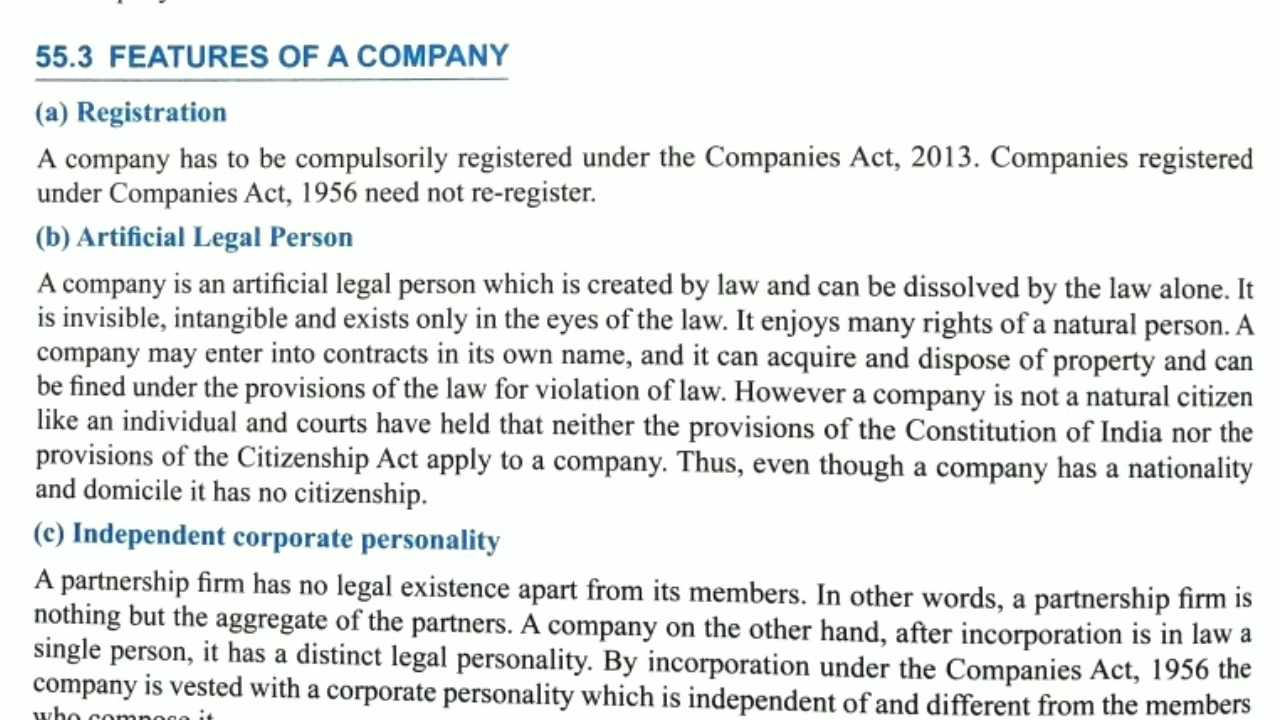 55.3 FEATURES OF A COMPANY
(a) Registration
A company has to be compulsorily registered under the Companies Act, 2013. Companies registered
under Companies Act, 1956 need not re-register.
(b) Artificial Legal Person
A company is an artificial legal person which is created by law and can be dissolved by the law alone. It
is invisible, intangible and exists only in the eyes of the law. It enjoys many rights of a natural person. A
company may enter into contracts in its own name, and it can acquire and dispose of property and can
be fined under the provisions of the law for violation of law. However a company is not a natural citizen
like an individual and courts have held that neither the provisions of the Constitution of India nor the
provisions of the Citizenship Act apply to a company. Thus, even though a company has a nationality
and domicile it has no citizenship.
(c) Independent corporate personality
A partnership firm has no legal existence apart from its members. In other words, a partnership firm is
nothing but the aggregate of the partners. A company on the other hand, after incorporation is in law a
single person, it has a distinct legal personality. By incorporation under the Companies Act, 1956 the
company is vested with a corporate personality which is independent of and different from the members
who compose it.